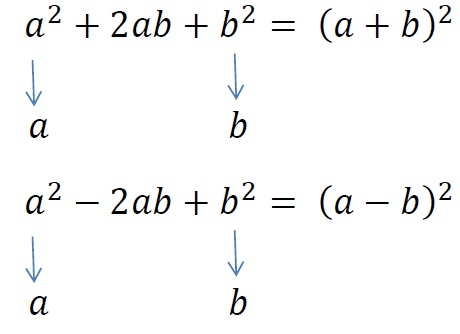 a² + 2ab + b² = (a + b)²
a b
a² − 2ab + b² = (a − b)²
a b